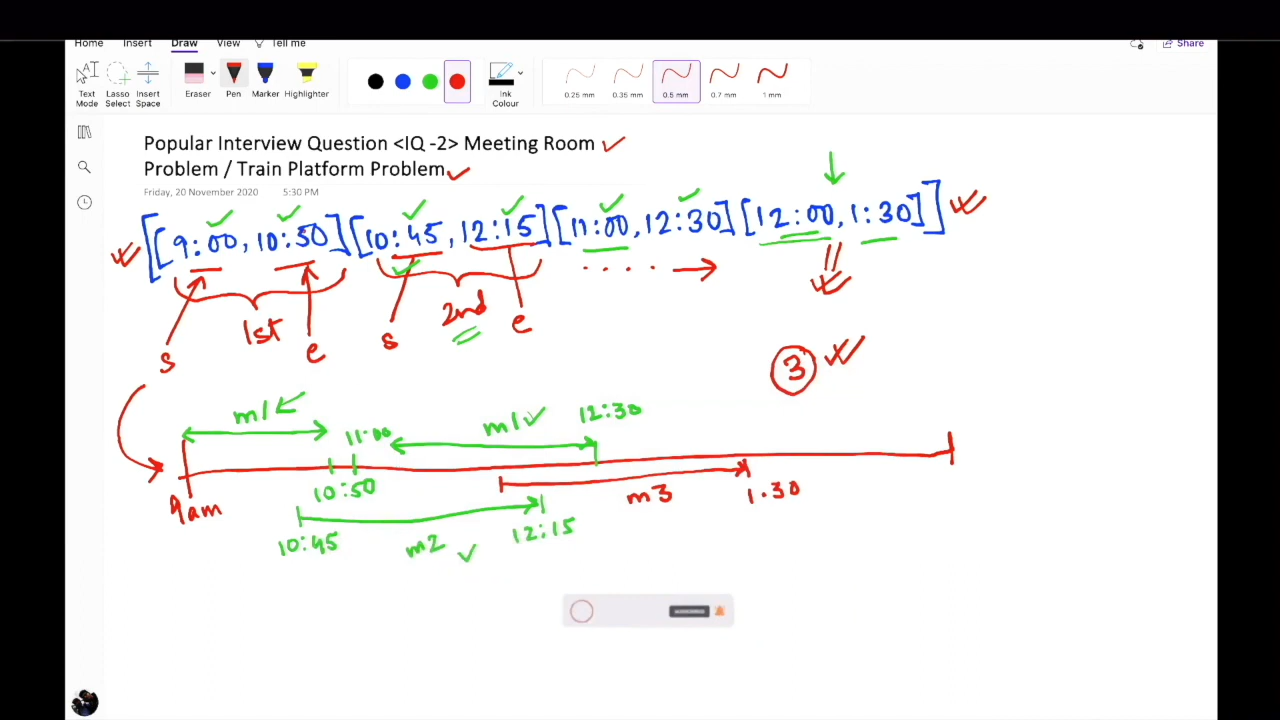 Home Insert Draw View Tell me Share
Text Mode Lasso Select Insert Space Eraser Pen Marker Highlighter Ink Colour 0.25 mm 0.35 mm 0.5 mm 0.7 mm 1 mm
Popular Interview Question <IQ -2> Meeting Room
Problem / Train Platform Problem
Friday, 20 November 2020 5:30 PM
[[9:00, 10:50][10:45, 12:15][11:00, 12:30][12:00, 1:30]]
1st 2nd
s e s e
3
m1 m1 12:30
11:00
10:50 m3 1.30
9am
10:45 m2 12:15